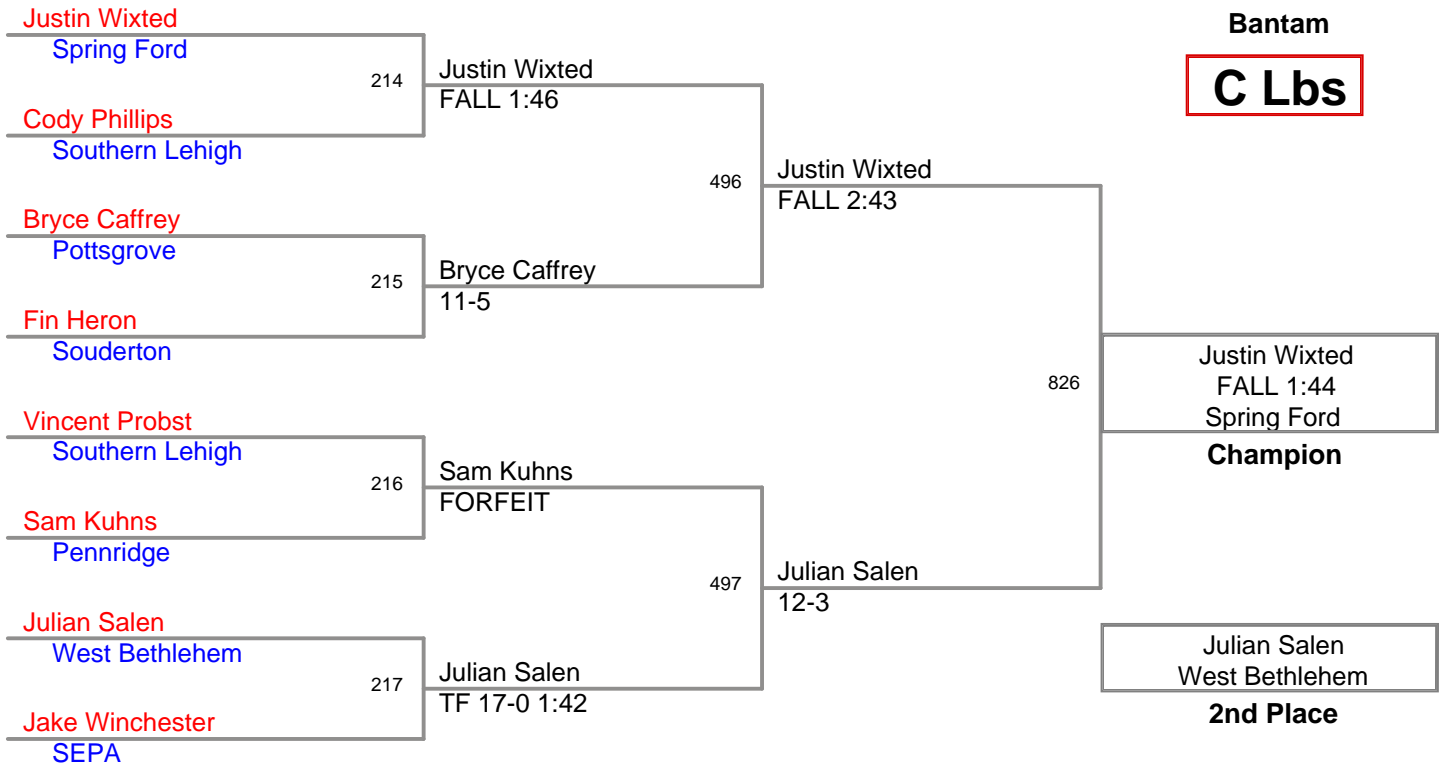 Justin Wixted
Spring Ford
214
Cody Phillips
Southern Lehigh
Bryce Caffrey
Pottsgrove
215
Fin Heron
Souderton
Vincent Probst
Southern Lehigh
216
Sam Kuhns
Pennridge
Julian Salen
West Bethlehem
217
Jake Winchester
SEPA
Justin Wixted
FALL 1:46
496
Bryce Caffrey
11-5
Sam Kuhns
FORFEIT
497
Julian Salen
TF 17-0 1:42
Justin Wixted
FALL 2:43
826
Julian Salen
12-3
Bantam
C Lbs
Justin Wixted
FALL 1:44
Spring Ford
Champion
Julian Salen
West Bethlehem
2nd Place